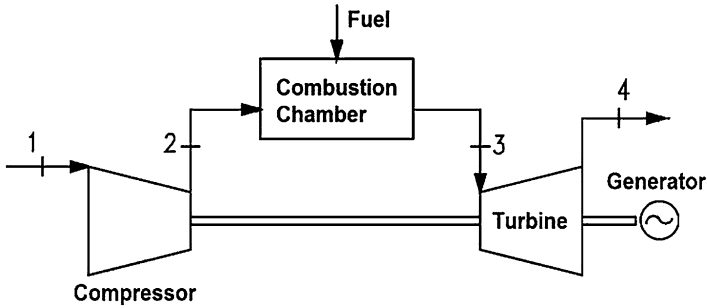 Fuel
Combustion
Chamber
1
2
3
4
Generator
Turbine
Compressor